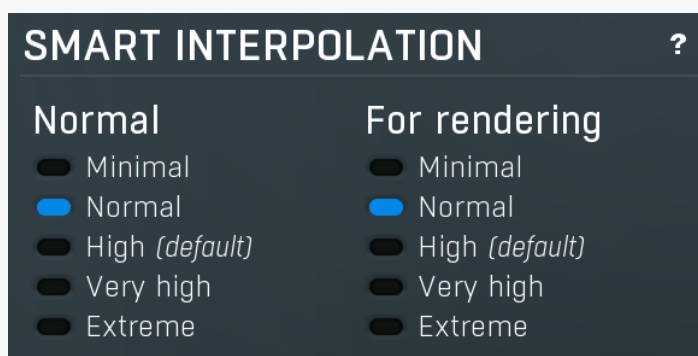 SMART INTERPOLATION ?
Normal
Minimal
Normal
High (default)
Very high
Extreme
For rendering
Minimal
Normal
High (default)
Very high
Extreme